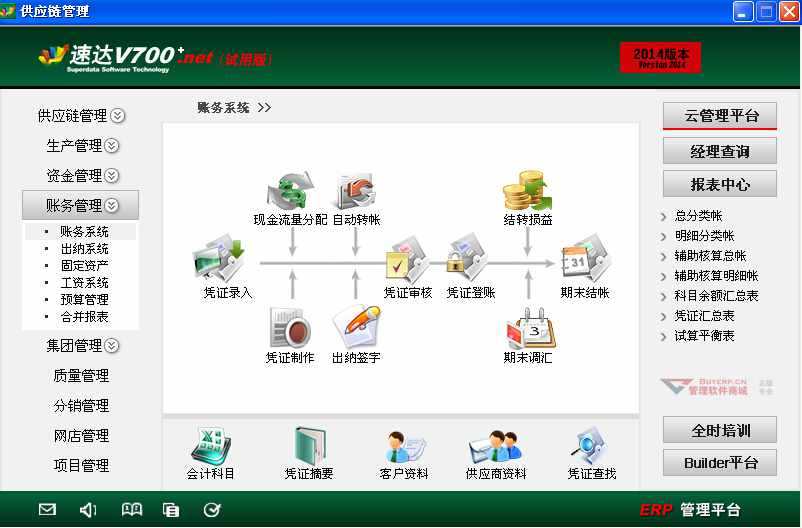 供应链管理
速达V700+.net (试用版)
Superdata Software Technology
2014版本
Version 2014
供应链管理
生产管理
资金管理
账务管理
账务系统
出纳系统
固定资产
工资系统
预算管理
合并报表
集团管理
质量管理
分销管理
网店管理
项目管理
账务系统 >>
现金流量分配
自动转帐
结转损益
凭证录入
凭证审核
凭证登账
31
期末结帐
凭证制作
出纳签字
3
期末调汇
会计科目
凭证摘要
客户资料
供应商资料
凭证查找
云管理平台
经理查询
报表中心
总分类帐
明细分类帐
辅助核算总帐
辅助核算明细帐
科目余额汇总表
凭证汇总表
试算平衡表
BUYERP.CN
管理软件商城
正版
专业
全时培训
Builder平台
ERP 管理平台